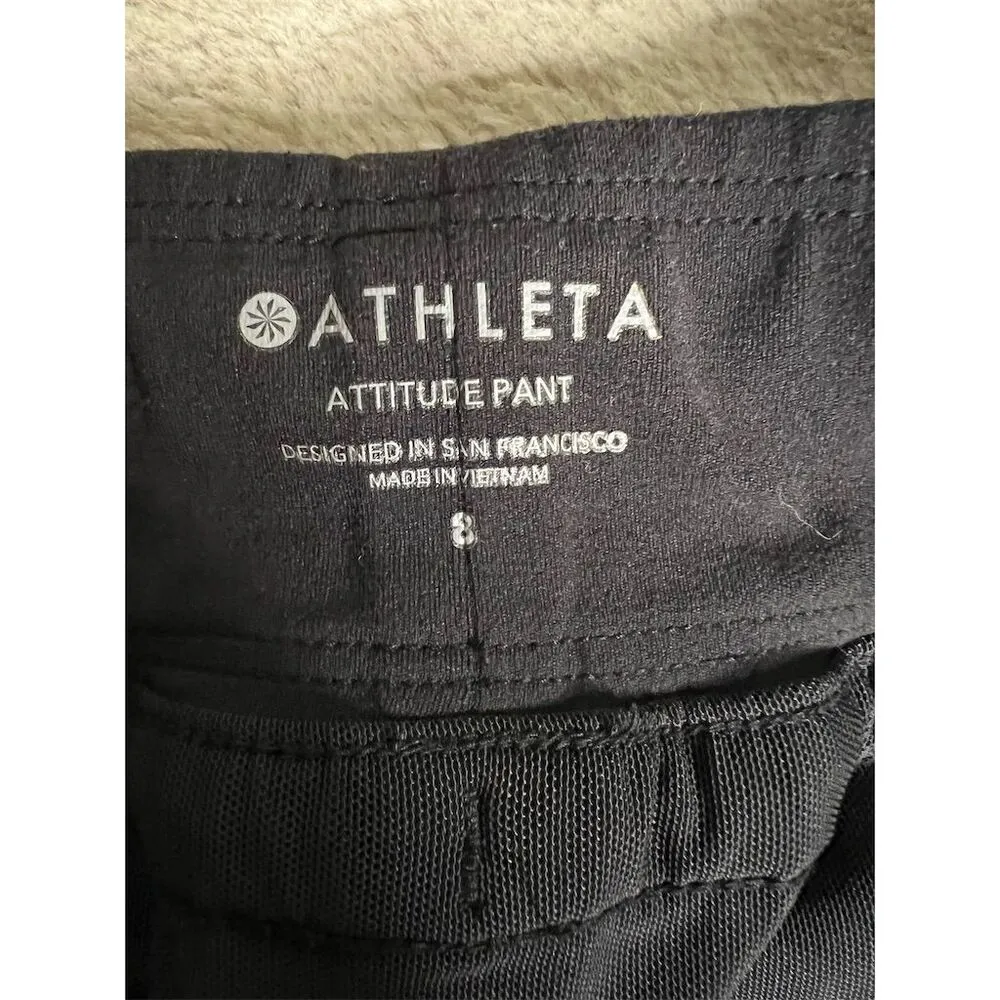 ATHLETA
ATTITUDE PANT
DESIGNED IN SAN FRANCISCO
MADE IN VIETNAM
8